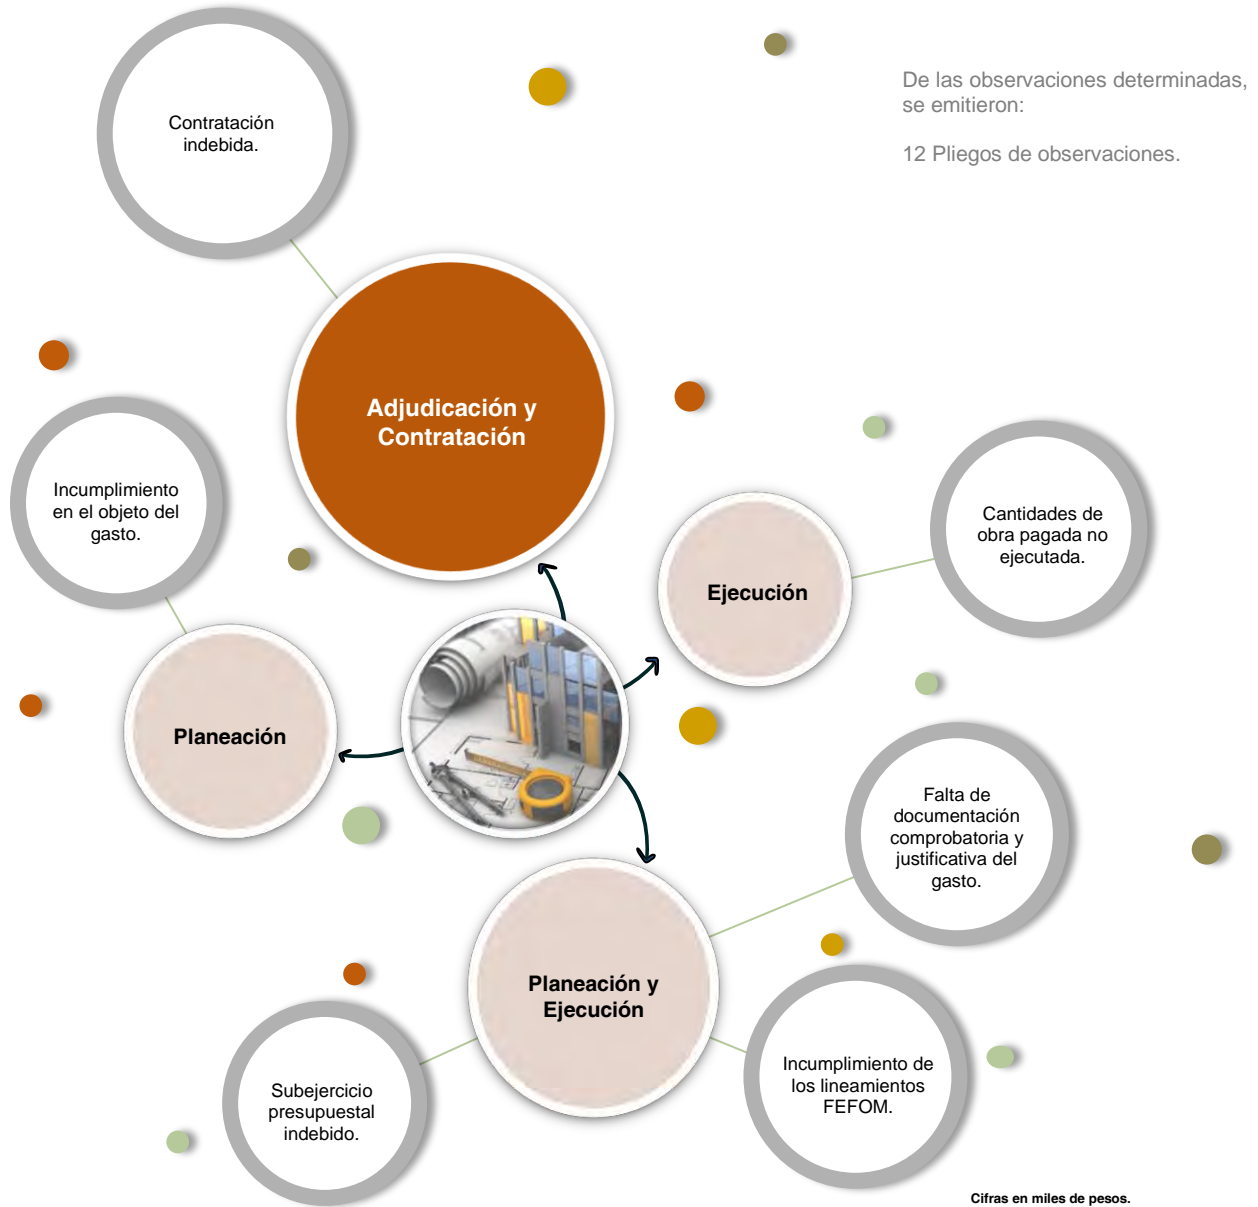 De las observaciones determinadas,
se emitieron:
12 Pliegos de observaciones.
Contratación
indebida.
Adjudicación y
Contratación
Incumplimiento
en el objeto del
gasto.
Cantidades de
obra pagada no
ejecutada.
Ejecución
Planeación
Falta de
documentación
comprobatoria y
justificativa del
gasto.
Planeación y
Ejecución
Subejercicio
presupuestal
indebido.
Incumplimiento de
los lineamientos
FEFOM.
Cifras en miles de pesos.